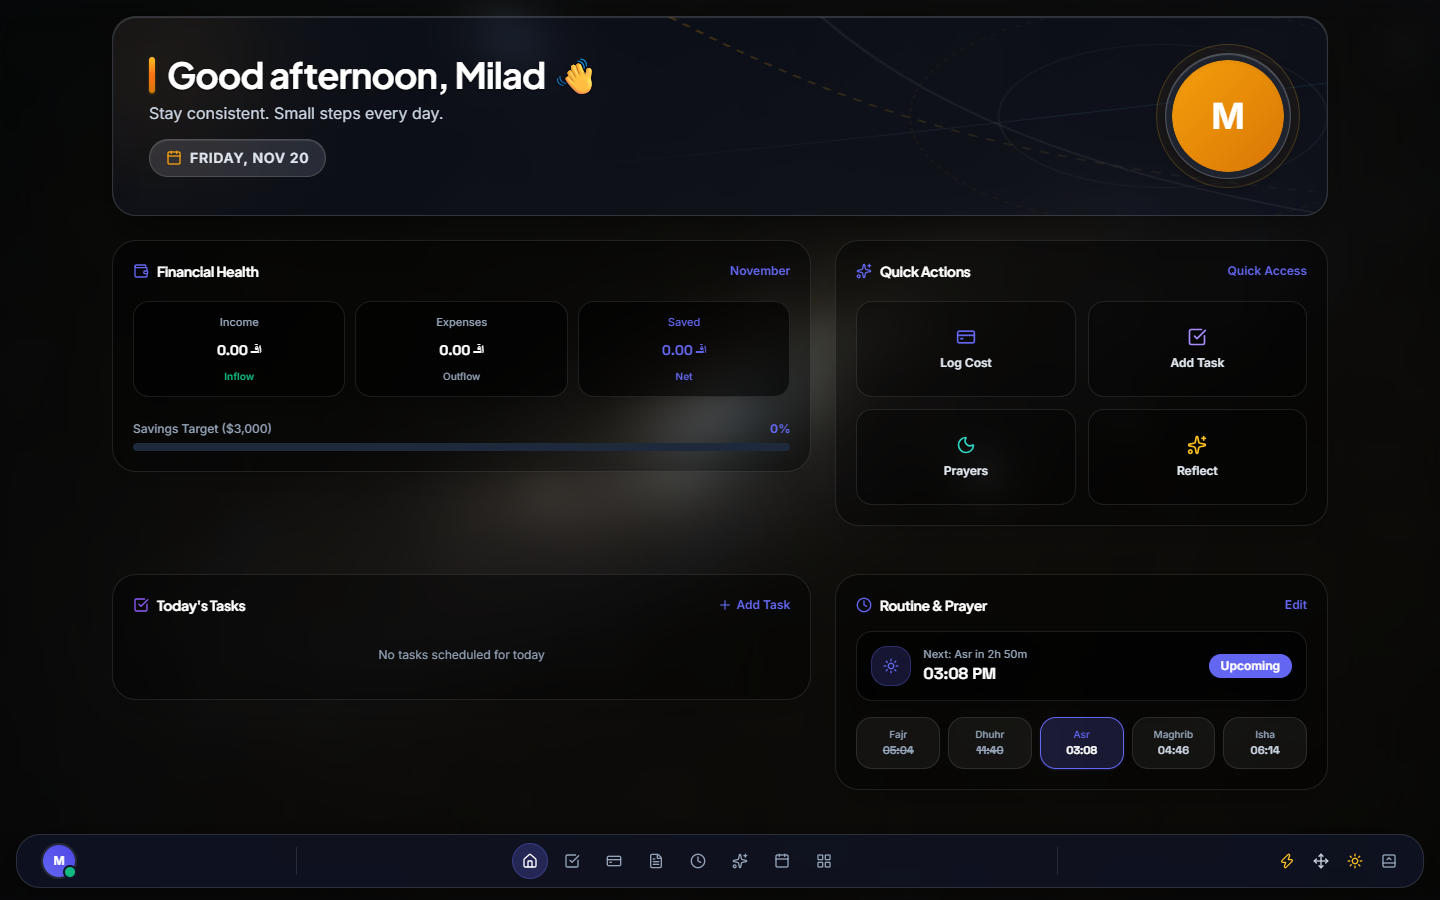 Good afternoon, Milad 👋
Stay consistent. Small steps every day.
FRIDAY, NOV 20
M
Financial Health
November
Income
0.00
Inflow
Expenses
0.00
Outflow
Saved
0.00
Net
Savings Target ($3,000)
0%
Quick Actions
Quick Access
Log Cost
Add Task
Prayers
Reflect
Today's Tasks
Add Task
No tasks scheduled for today
Routine & Prayer
Edit
Next: Asr in 2h 50m
03:08 PM
Upcoming
Fajr
05:04
Dhuhr
11:40
Asr
03:08
Maghrib
04:46
Isha
06:14
M